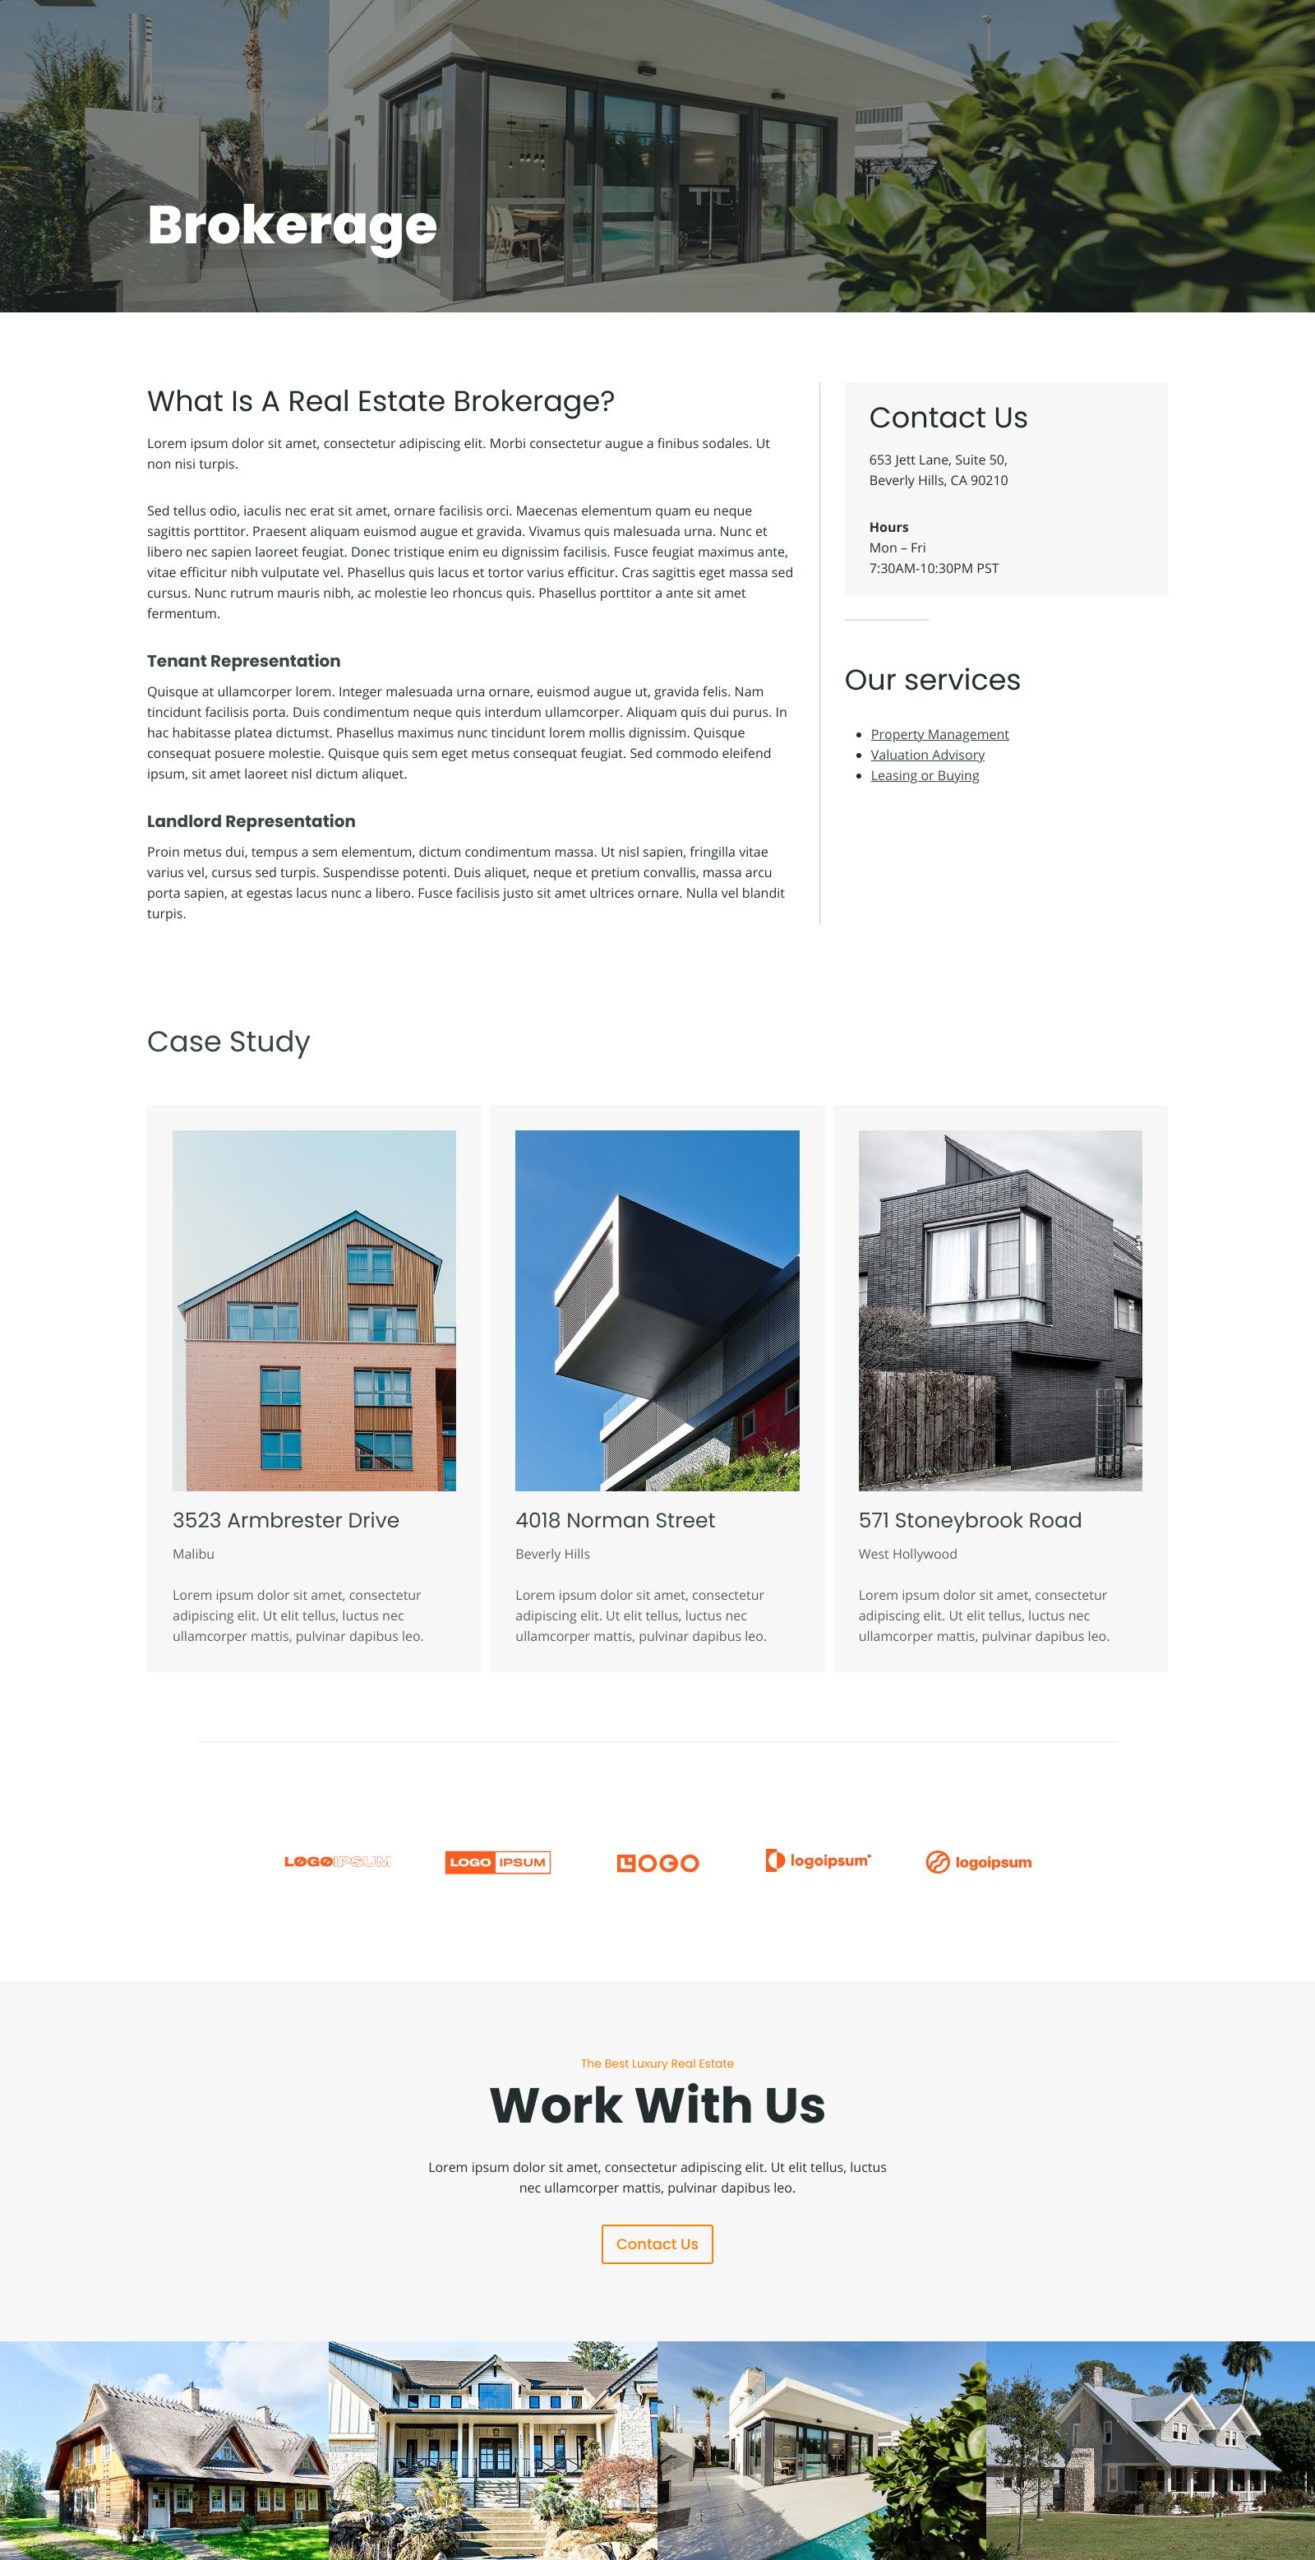 Brokerage
What Is A Real Estate Brokerage?
Lorem ipsum dolor sit amet, consectetur adipiscing elit. Morbi consectetur augue a finibus sodales. Ut
non nisi turpis.
Sed tellus odio, iaculis nec erat sit amet, ornare facilisis orci. Maecenas elementum quam eu neque
sagittis porttitor. Praesent aliquam euismod augue et gravida. Vivamus quis malesuada urna. Nunc et
libero nec sapien laoreet feugiat. Donec tristique enim eu dignissim facilisis. Fusce feugiat maximus ante,
vitae efficitur nibh vulputate vel. Phasellus quis lacus et tortor varius efficitur. Cras sagittis eget massa sed
cursus. Nunc rutrum mauris nibh, ac molestie leo rhoncus quis. Phasellus porttitor a ante sit amet
fermentum.
Tenant Representation
Quisque at ullamcorper lorem. Integer malesuada urna ornare, euismod augue ut, gravida felis. Nam
tincidunt facilisis porta. Duis condimentum neque quis interdum ullamcorper. Aliquam quis dui purus. In
hac habitasse platea dictumst. Phasellus maximus nunc tincidunt lorem mollis dignissim. Quisque
consequat posuere molestie. Quisque quis sem eget metus consequat feugiat. Sed commodo eleifend
ipsum, sit amet laoreet nisl dictum aliquet.
Landlord Representation
Proin metus dui, tempus a sem elementum, dictum condimentum massa. Ut nisl sapien, fringilla vitae
varius vel, cursus sed turpis. Suspendisse potenti. Duis aliquet, neque et pretium convallis, massa arcu
porta sapien, at egestas lacus nunc a libero. Fusce facilisis justo sit amet ultrices ornare. Nulla vel blandit
turpis.
Contact Us
653 Jett Lane, Suite 50,
Beverly Hills, CA 90210
Hours
Mon – Fri
7:30AM-10:30PM PST
Our services
Property Management
Valuation Advisory
Leasing or Buying
Case Study
3523 Armbrester Drive
Malibu
Lorem ipsum dolor sit amet, consectetur
adipiscing elit. Ut elit tellus, luctus nec
ullamcorper mattis, pulvinar dapibus leo.
4018 Norman Street
Beverly Hills
Lorem ipsum dolor sit amet, consectetur
adipiscing elit. Ut elit tellus, luctus nec
ullamcorper mattis, pulvinar dapibus leo.
571 Stoneybrook Road
West Hollywood
Lorem ipsum dolor sit amet, consectetur
adipiscing elit. Ut elit tellus, luctus nec
ullamcorper mattis, pulvinar dapibus leo.
LOGOIPSUM
LOGO IPSUM
LOGO
logoipsum
logoipsum
The Best Luxury Real Estate
Work With Us
Lorem ipsum dolor sit amet, consectetur adipiscing elit. Ut elit tellus, luctus
nec ullamcorper mattis, pulvinar dapibus leo.
Contact Us